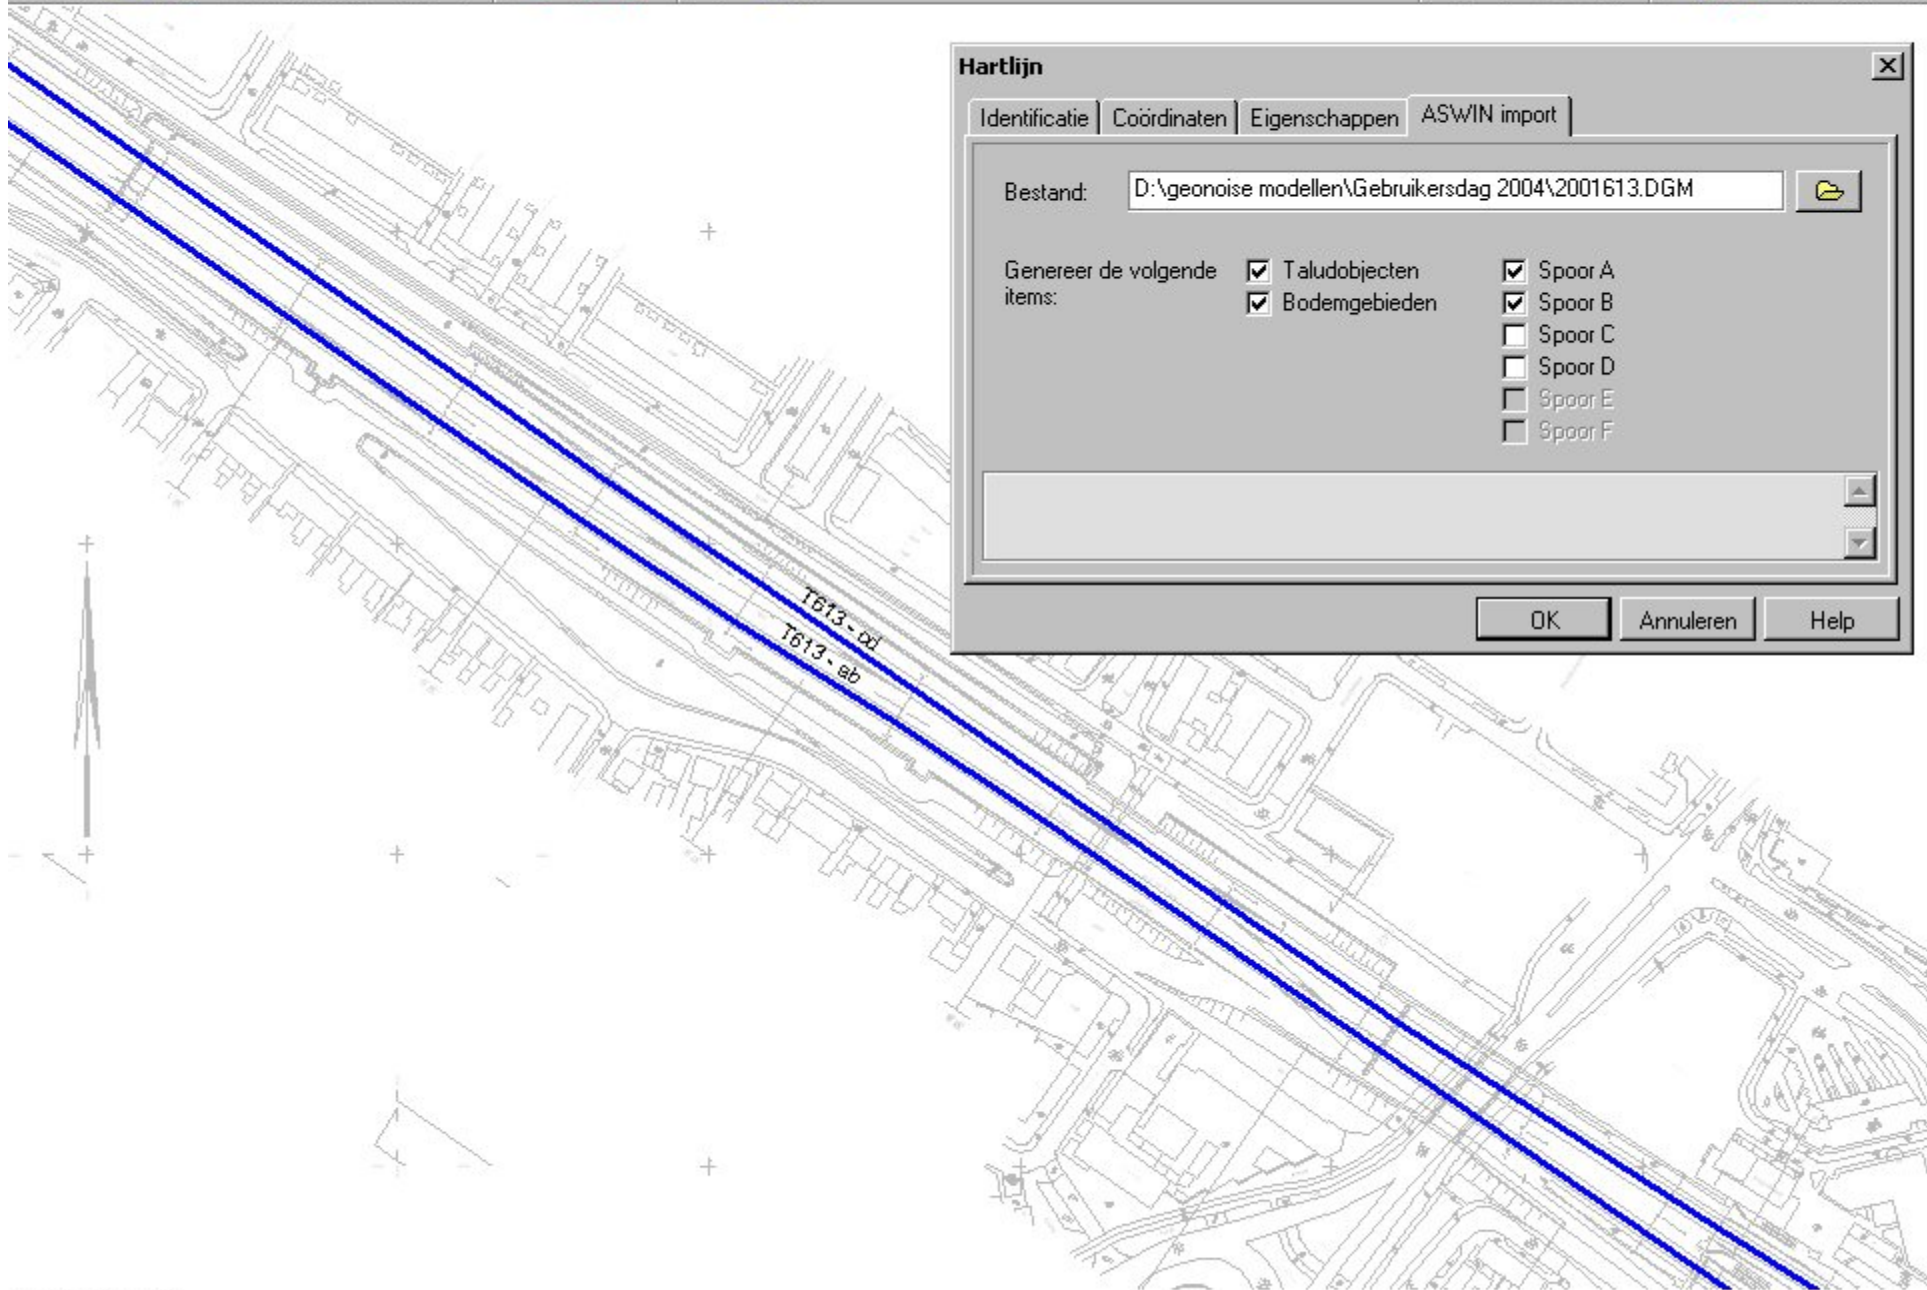 Hartlijn
Identificatie Coördinaten Eigenschappen ASWIN import
Bestand: D:\geonoise modellen\Gebruikersdag 2004\2001613.DGM
Genereer de volgende items:
Taludobjecten
Bodemgebieden
Spoor A
Spoor B
Spoor C
Spoor D
Spoor E
Spoor F
OK Annuleren Help
T613 - cd
T613 - ab